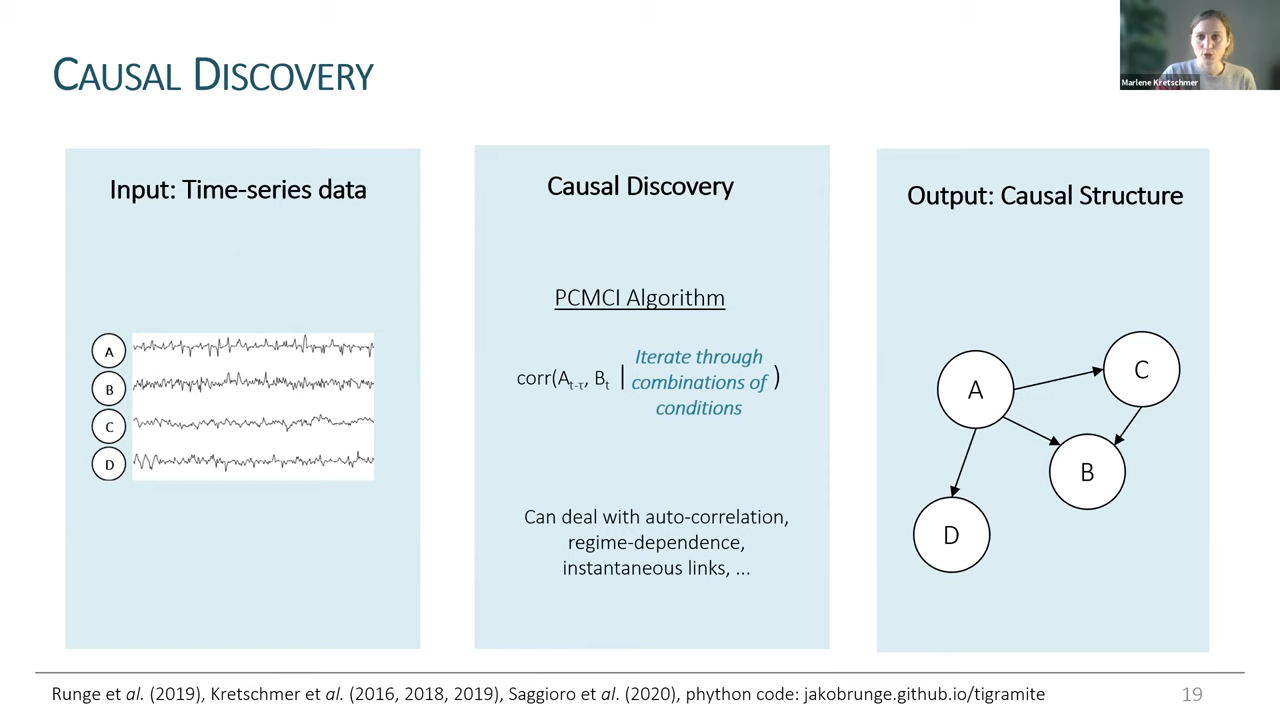 CAUSAL DISCOVERY
Marlene Kretschmer
Input: Time-series data
A
B
C
D
Causal Discovery
PCMCI Algorithm
corr(At-τ, Bt | Iterate through combinations of conditions )
Can deal with auto-correlation,
regime-dependence,
instantaneous links, ...
Output: Causal Structure
A
C
B
D
Runge et al. (2019), Kretschmer et al. (2016, 2018, 2019), Saggioro et al. (2020), phython code: jakobrunge.github.io/tigramite
19